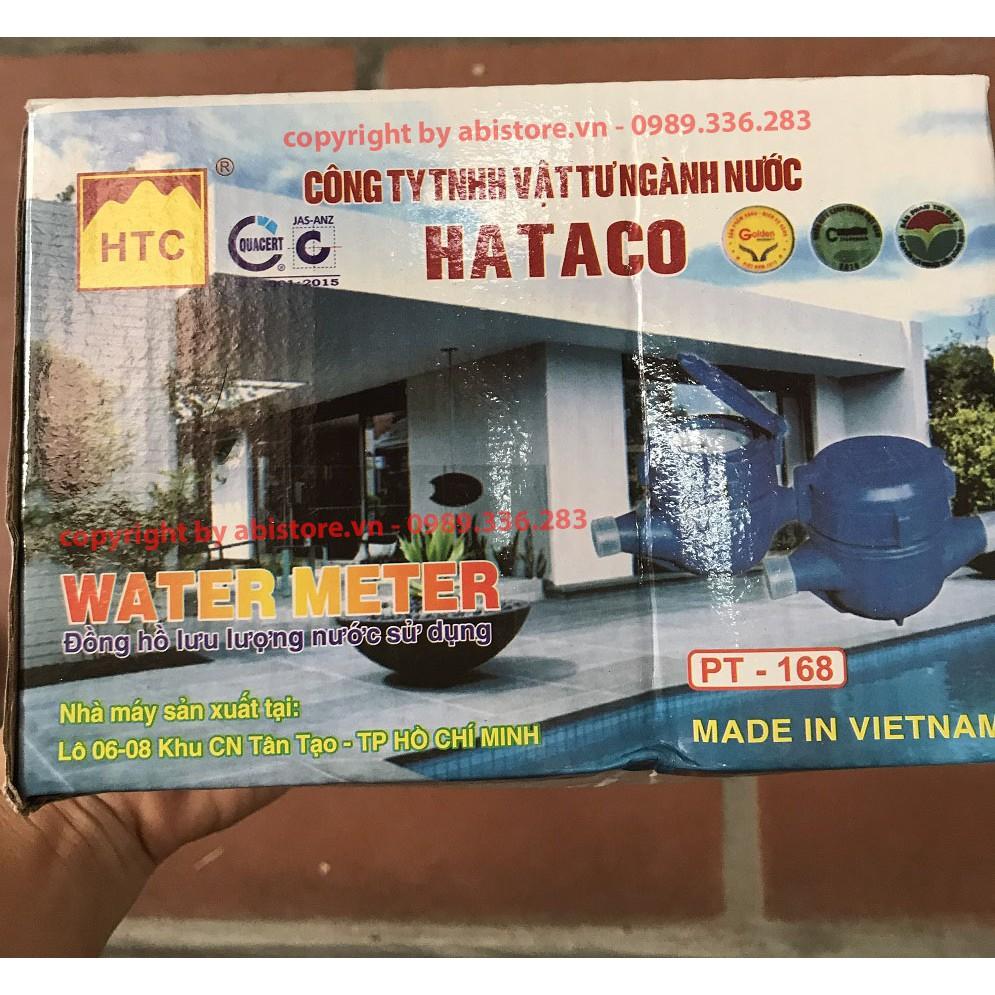 copyright by abistore.vn - 0989.336.283
CÔNG TY TNHH VẬT TƯ NGÀNH NƯỚC
HATACO
HTC
®
QUACERT
®
JAS-ANZ
2015
Golden
copyright by abistore.vn - 0989.336.283
WATER METER
Đồng hồ lưu lượng nước sử dụng
PT - 168
Nhà máy sản xuất tại:
Lô 06-08 Khu CN Tân Tạo - TP HỒ CHÍ MINH
MADE IN VIETNAM